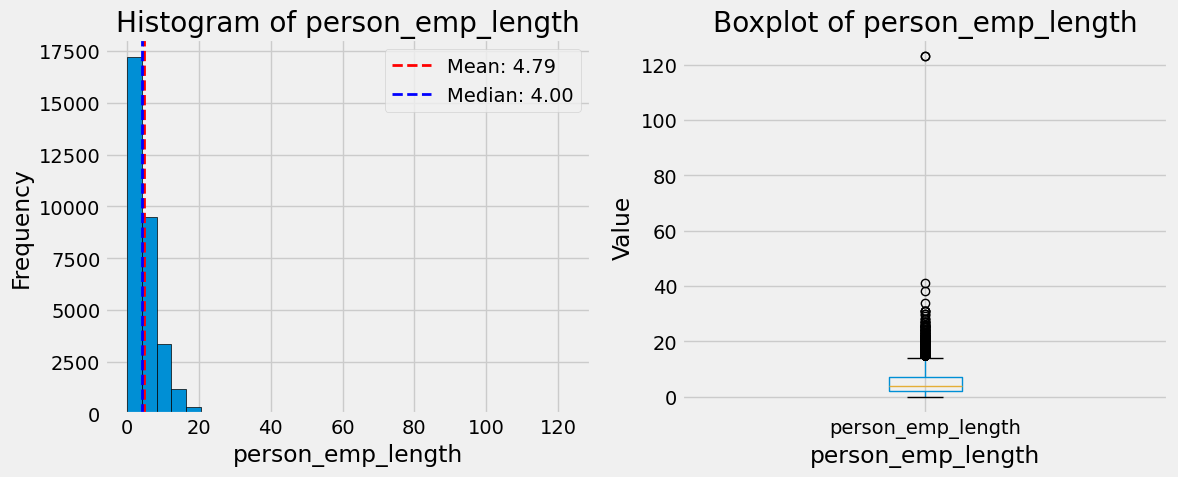 Histogram of person_emp_length
17500
15000
12500
10000
7500
5000
2500
0
Frequency
Mean: 4.79
Median: 4.00
0 20 40 60 80 100 120
person_emp_length
Boxplot of person_emp_length
120
100
80
60
40
20
0
Value
person_emp_length
person_emp_length